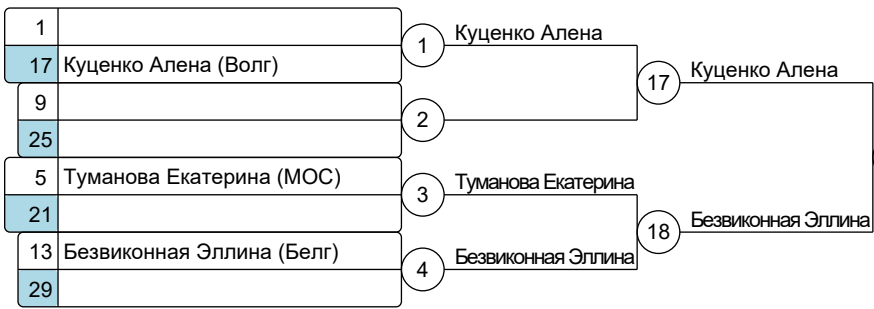 1
1 Куценко Алена
17 Куценко Алена (Волг)
17 Куценко Алена
9
2
25
5 Туманова Екатерина (МОС)
3 Туманова Екатерина
21
18 Безвиконная Эллина
13 Безвиконная Эллина (Белг)
4 Безвиконная Эллина
29